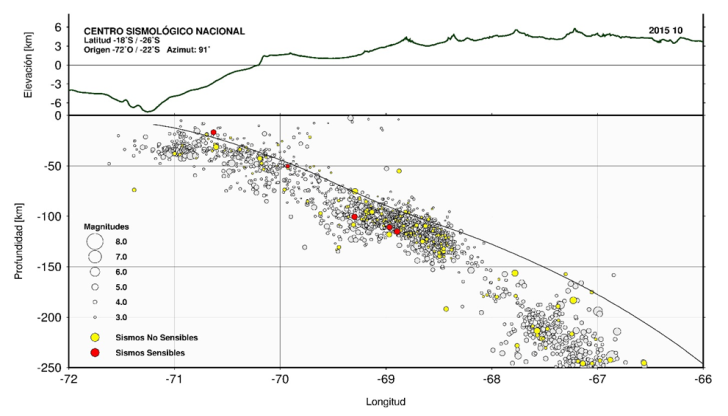 CENTRO SISMOLÓGICO NACIONAL
Latitud -18°S / -26°S
Origen -72°O / -22°S Azimut: 91°
2015 10
Elevación [km]
6
3
0
-3
-6
0
-50
-100
-150
-200
-250
Profundidad [km]
Magnitudes
8.0
7.0
6.0
5.0
4.0
3.0
Sismos No Sensibles
Sismos Sensibles
-72
-71
-70
-69
-68
-67
-66
Longitud